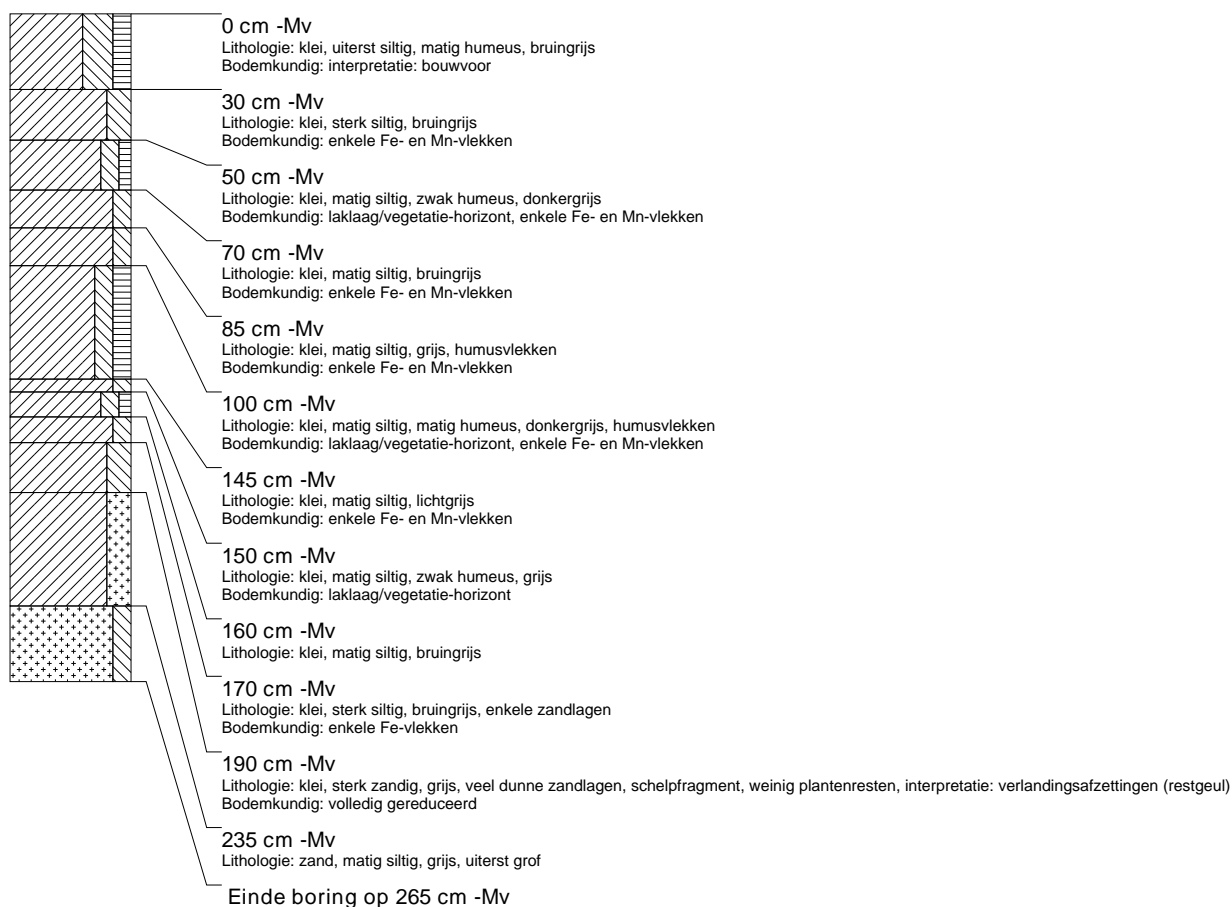 0 cm -Mv
Lithologie: klei, uiterst siltig, matig humeus, bruingrijs
Bodemkundig: interpretatie: bouwvoor
30 cm -Mv
Lithologie: klei, sterk siltig, bruingrijs
Bodemkundig: enkele Fe- en Mn-vlekken
50 cm -Mv
Lithologie: klei, matig siltig, zwak humeus, donkergrijs
Bodemkundig: laklaag/vegetatie-horizont, enkele Fe- en Mn-vlekken
70 cm -Mv
Lithologie: klei, matig siltig, bruingrijs
Bodemkundig: enkele Fe- en Mn-vlekken
85 cm -Mv
Lithologie: klei, matig siltig, grijs, humusvlekken
Bodemkundig: enkele Fe- en Mn-vlekken
100 cm -Mv
Lithologie: klei, matig siltig, matig humeus, donkergrijs, humusvlekken
Bodemkundig: laklaag/vegetatie-horizont, enkele Fe- en Mn-vlekken
145 cm -Mv
Lithologie: klei, matig siltig, lichtgrijs
Bodemkundig: enkele Fe- en Mn-vlekken
150 cm -Mv
Lithologie: klei, matig siltig, zwak humeus, grijs
Bodemkundig: laklaag/vegetatie-horizont
160 cm -Mv
Lithologie: klei, matig siltig, bruingrijs
170 cm -Mv
Lithologie: klei, sterk siltig, bruingrijs, enkele zandlagen
Bodemkundig: enkele Fe-vlekken
190 cm -Mv
Lithologie: klei, sterk zandig, grijs, veel dunne zandlagen, schelpfragment, weinig plantenresten, interpretatie: verlandingsafzettingen (restgeul)
Bodemkundig: volledig gereduceerd
235 cm -Mv
Lithologie: zand, matig siltig, grijs, uiterst grof
Einde boring op 265 cm -Mv